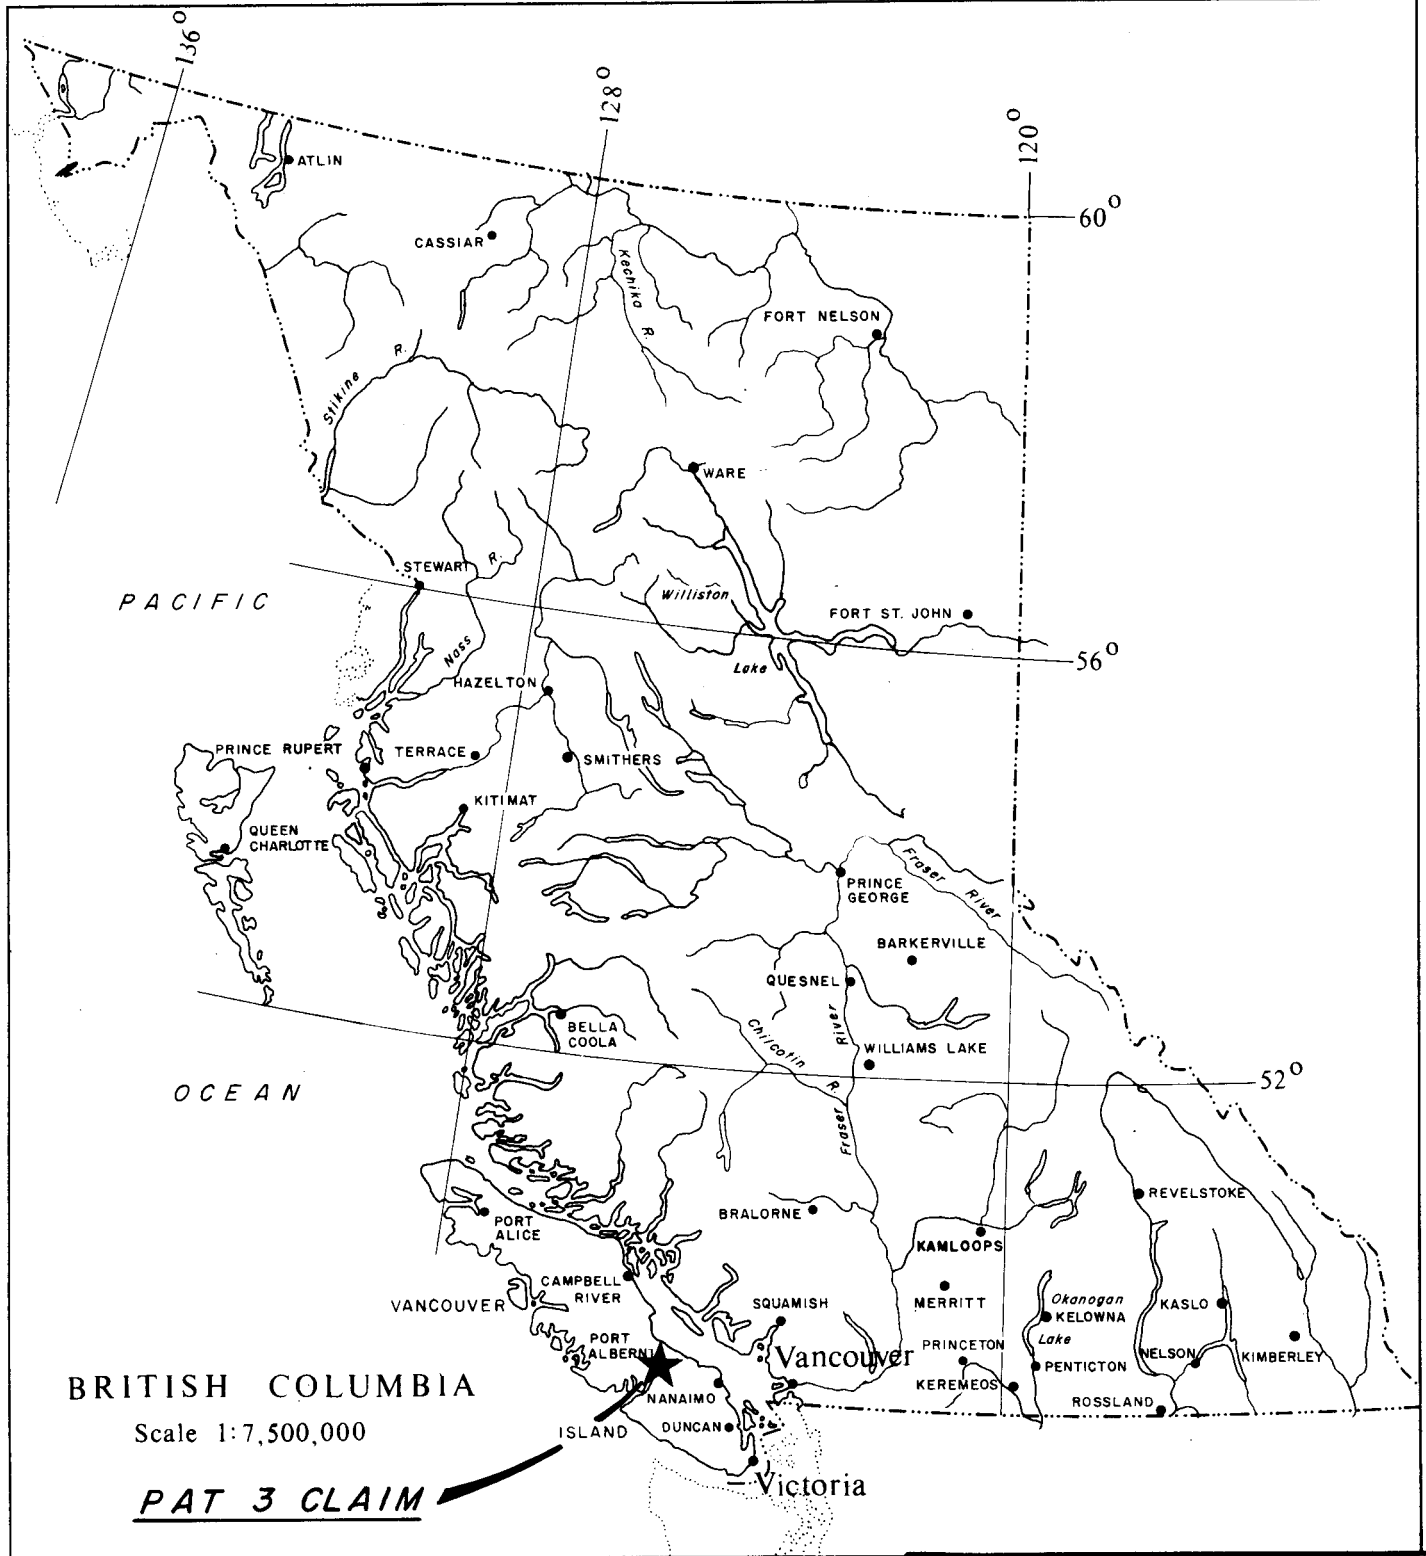 136°
128°
120°
ATLIN
60°
CASSIAR
Kechika R.
FORT NELSON
Stikine R.
WARE
STEWART
R.
PACIFIC
Williston
FORT ST. JOHN
Nass
Lake
56°
HAZELTON
PRINCE RUPERT
TERRACE
SMITHERS
KITIMAT
QUEEN
CHARLOTTE
Fraser River
PRINCE
GEORGE
BARKERVILLE
QUESNEL
BELLA
COOLA
Chilcotin R.
River
WILLIAMS LAKE
OCEAN
52°
Fraser
REVELSTOKE
PORT
ALICE
BRALORNE
KAMLOOPS
CAMPBELL
RIVER
VANCOUVER
SQUAMISH
MERRITT
Okanogan
KELOWNA
Lake
KASLO
PORT
ALBERNI
Vancouver
PRINCETON
PENTICTON
NELSON
KIMBERLEY
KEREMEOS
BRITISH COLUMBIA
NANAIMO
ROSSLAND
Scale 1:7,500,000
ISLAND
DUNCAN
Victoria
PAT 3 CLAIM